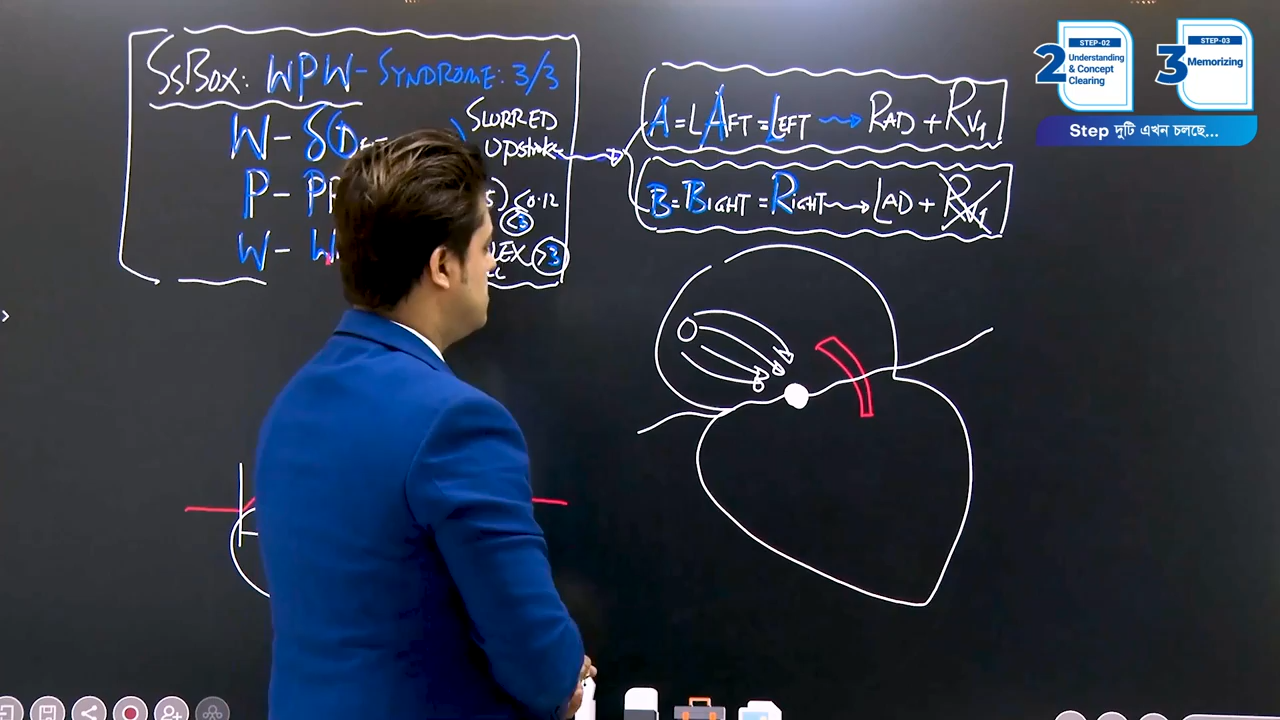 SSBOX: WPW-SYNDROME: 3/3
W- δ
SLURRED
UPSTROKE
P- PR
≤0.12
<3
W- W
LEX >3
A = LAFT = LEFT → RAD + RV1
B = BIGHT = RIGHT → LAD + RV1
2
STEP-02
Understanding
& Concept
Clearing
3
STEP-03
Memorizing
Step দুটি এখন চলছে...